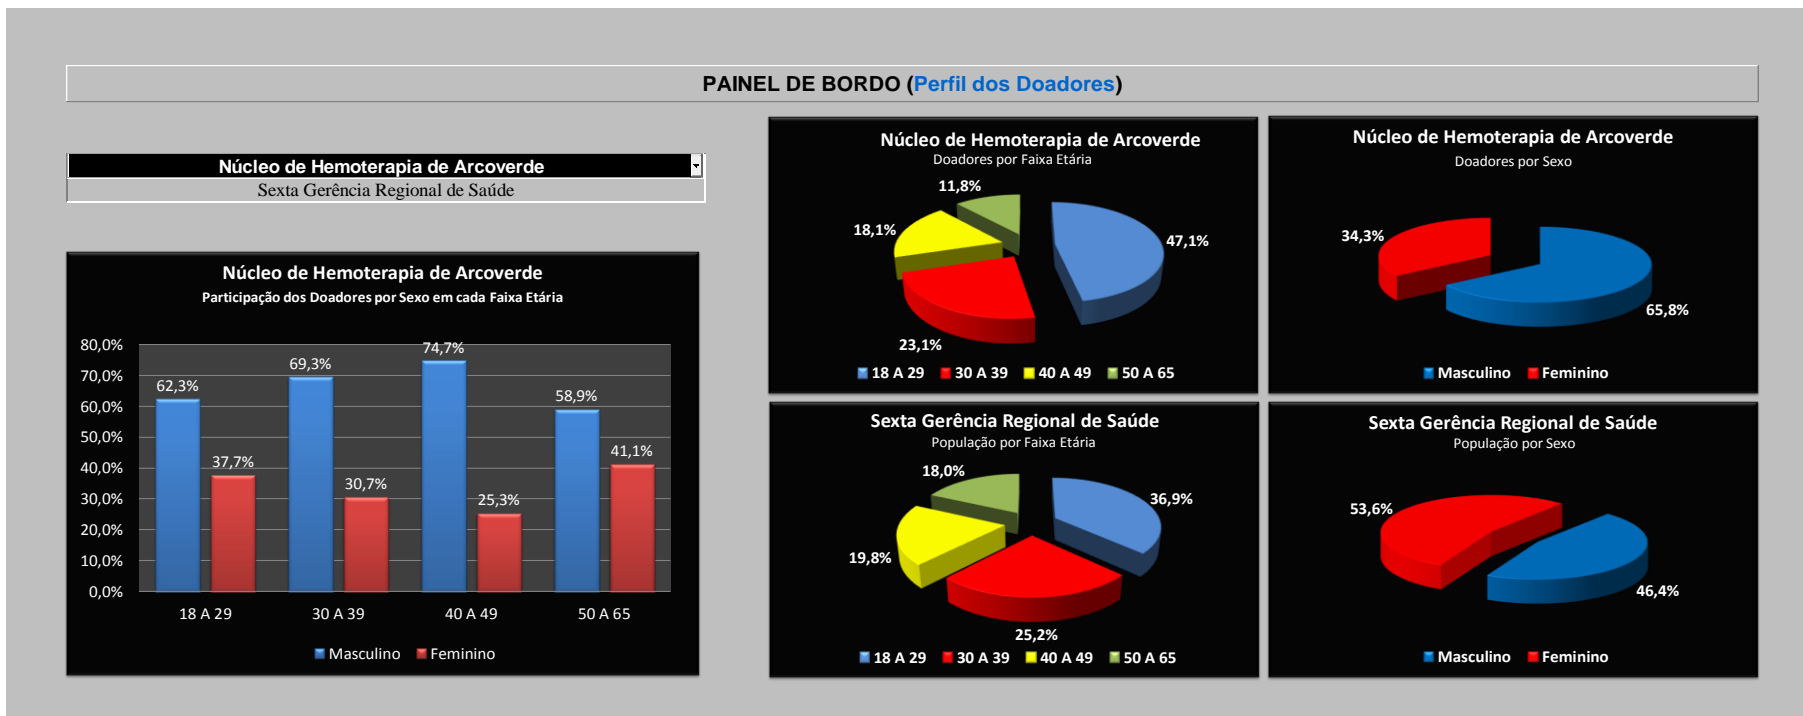 PAINEL DE BORDO (Perfil dos Doadores)
Núcleo de Hemoterapia de Arcoverde
Sexta Gerência Regional de Saúde
Núcleo de Hemoterapia de Arcoverde
Participação dos Doadores por Sexo em cada Faixa Etária
80,0%
70,0%
60,0%
50,0%
40,0%
30,0%
20,0%
10,0%
0,0%
62,3%
37,7%
69,3%
30,7%
74,7%
25,3%
58,9%
41,1%
18 A 29
30 A 39
40 A 49
50 A 65
Masculino Feminino
Núcleo de Hemoterapia de Arcoverde
Doadores por Faixa Etária
11,8%
18,1%
47,1%
23,1%
18 A 29 30 A 39 40 A 49 50 A 65
Núcleo de Hemoterapia de Arcoverde
Doadores por Sexo
34,3%
65,8%
Masculino Feminino
Sexta Gerência Regional de Saúde
População por Faixa Etária
18,0%
36,9%
19,8%
25,2%
18 A 29 30 A 39 40 A 49 50 A 65
Sexta Gerência Regional de Saúde
População por Sexo
53,6%
46,4%
Masculino Feminino